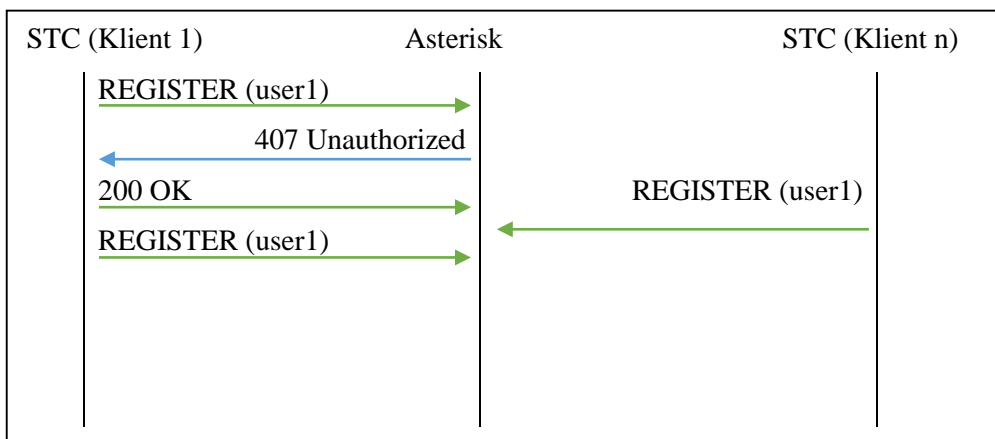 STC (Klient 1) Asterisk STC (Klient n)
REGISTER (user1)
407 Unauthorized
200 OK REGISTER (user1)
REGISTER (user1)